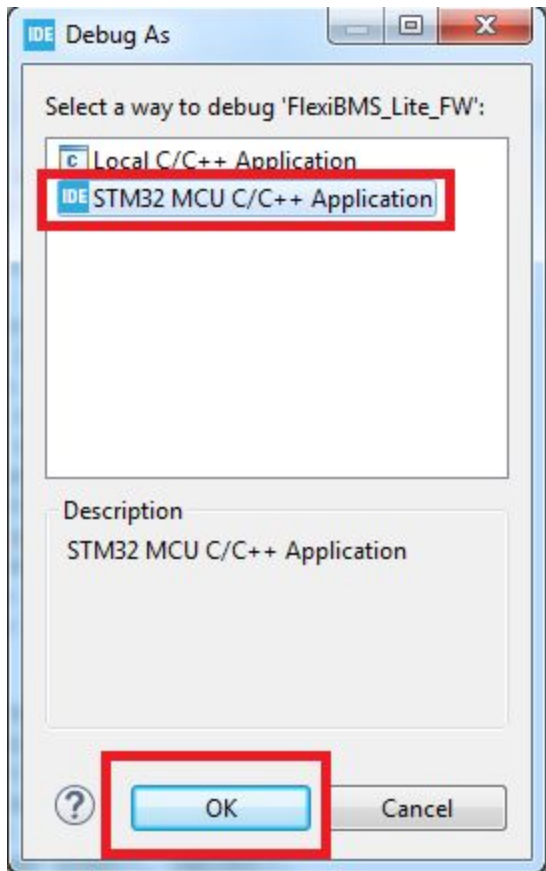 IDE Debug As
Select a way to debug 'FlexiBMS_Lite_FW':
c Local C/C++ Application
IDE STM32 MCU C/C++ Application
Description
STM32 MCU C/C++ Application
? OK Cancel